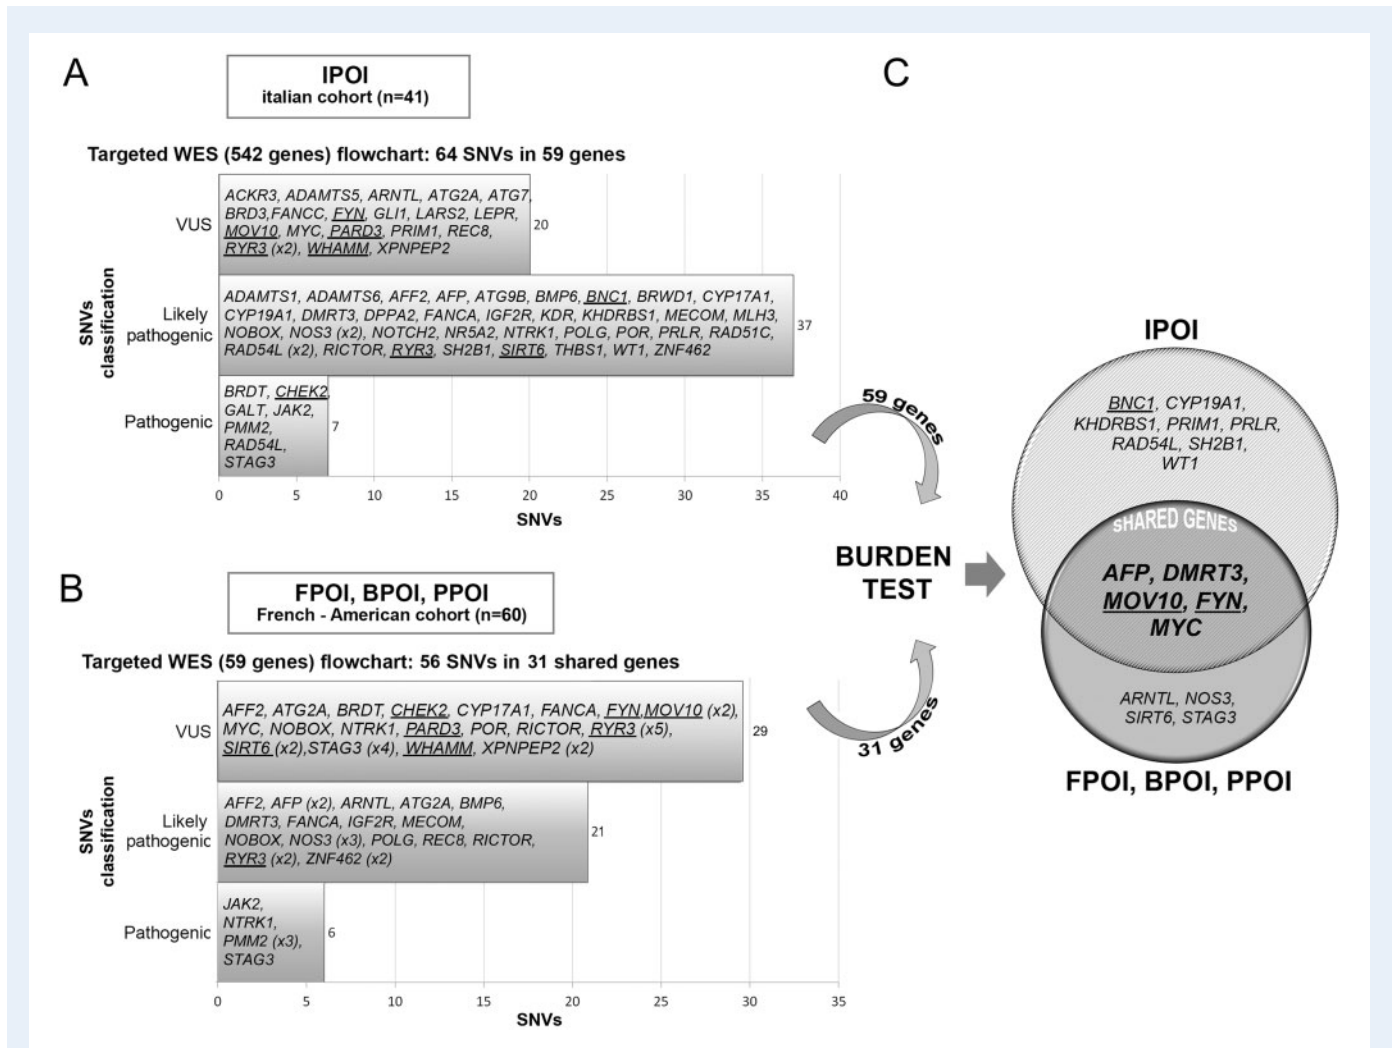 A
IPOI
italian cohort (n=41)
Targeted WES (542 genes) flowchart: 64 SNVs in 59 genes
SNVs
classification
VUS
ACKR3, ADAMTS5, ARNTL, ATG2A, ATG7,
BRD3,FANCC, FYN, GLI1, LARS2, LEPR,
MOV10, MYC, PARD3, PRIM1, REC8,
RYR3 (x2), WHAMM, XPNPEP2
20
Likely
pathogenic
ADAMTS1, ADAMTS6, AFF2, AFP, ATG9B, BMP6, BNC1, BRWD1, CYP17A1,
CYP19A1, DMRT3, DPPA2, FANCA, IGF2R, KDR, KHDRBS1, MECOM, MLH3,
NOBOX, NOS3 (x2), NOTCH2, NR5A2, NTRK1, POLG, POR, PRLR, RAD51C,
RAD54L (x2), RICTOR, RYR3, SH2B1, SIRT6, THBS1, WT1, ZNF462
37
Pathogenic
BRDT, CHEK2,
GALT, JAK2,
PMM2,
RAD54L,
STAG3
7
0 5 10 15 20 25 30 35 40
SNVs
B
FPOI, BPOI, PPOI
French - American cohort (n=60)
Targeted WES (59 genes) flowchart: 56 SNVs in 31 shared genes
SNVs
classification
VUS
AFF2, ATG2A, BRDT, CHEK2, CYP17A1, FANCA, FYN,MOV10 (x2),
MYC, NOBOX, NTRK1, PARD3, POR, RICTOR, RYR3 (x5),
SIRT6 (x2),STAG3 (x4), WHAMM, XPNPEP2 (x2)
29
Likely
pathogenic
AFF2, AFP (x2), ARNTL, ATG2A, BMP6,
DMRT3, FANCA, IGF2R, MECOM,
NOBOX, NOS3 (x3), POLG, REC8, RICTOR,
RYR3 (x2), ZNF462 (x2)
21
Pathogenic
JAK2,
NTRK1,
PMM2 (x3),
STAG3
6
0 5 10 15 20 25 30 35
SNVs
59 genes
BURDEN
TEST
31 genes
C
IPOI
BNC1, CYP19A1,
KHDRBS1, PRIM1, PRLR,
RAD54L, SH2B1,
WT1
SHARED GENES
AFP, DMRT3,
MOV10, FYN,
MYC
ARNTL, NOS3,
SIRT6, STAG3
FPOI, BPOI, PPOI